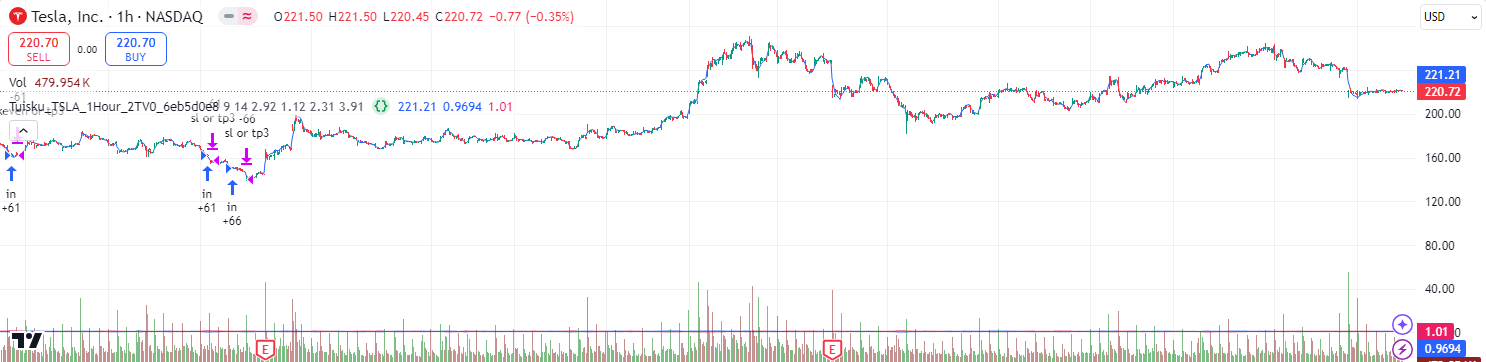 Tesla, Inc. · 1h · NASDAQ O221.50 H221.50 L220.45 C220.72 −0.77 (−0.35%)
USD
220.70 SELL
0.00
220.70 BUY
Vol 479.954K
-61
Tuisku_TSLA_1Hour_2TV0_6eb5d0e8 9 14 2.92 1.12 2.31 3.91 221.21 0.9694 1.01
sl or tp3 -66
sl or tp3
in
+61
in
+61
in
+66
E
E
221.21
220.72
200.00
160.00
120.00
80.00
40.00
1.01
0.9694